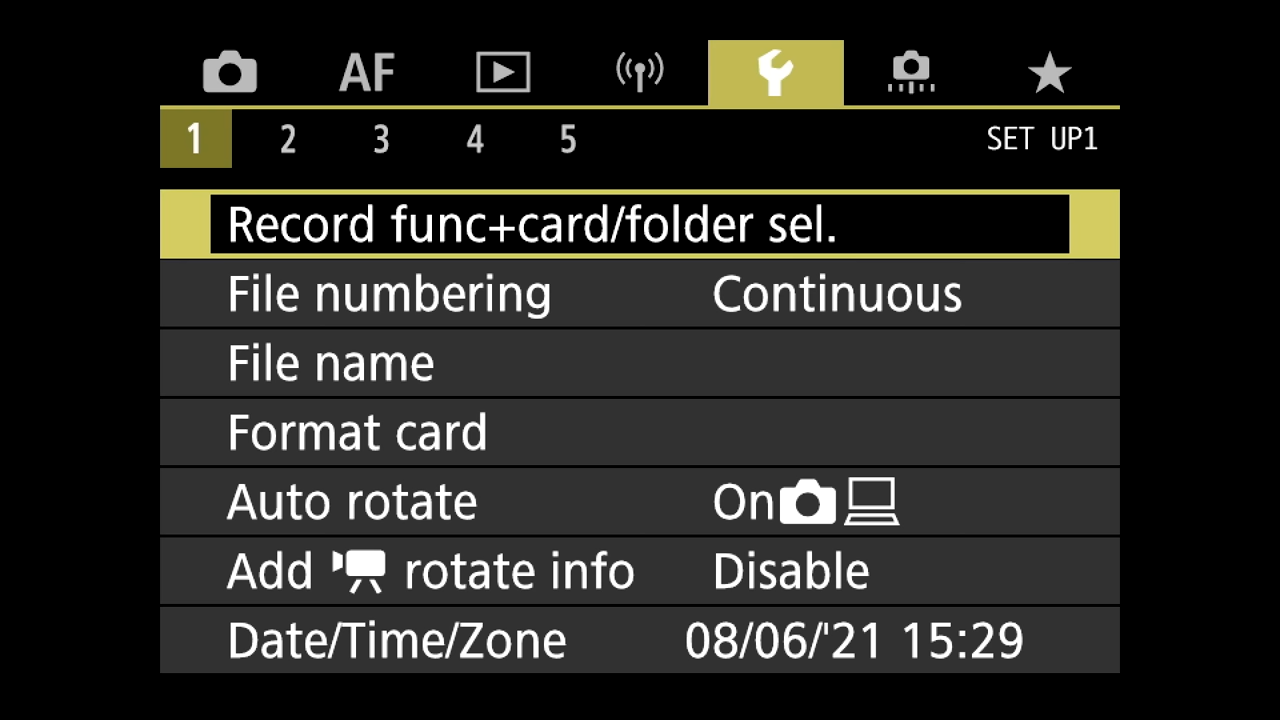 AF
1 2 3 4 5 SET UP1
Record func+card/folder sel.
File numbering Continuous
File name
Format card
Auto rotate On
Add rotate info Disable
Date/Time/Zone 08/06/'21 15:29